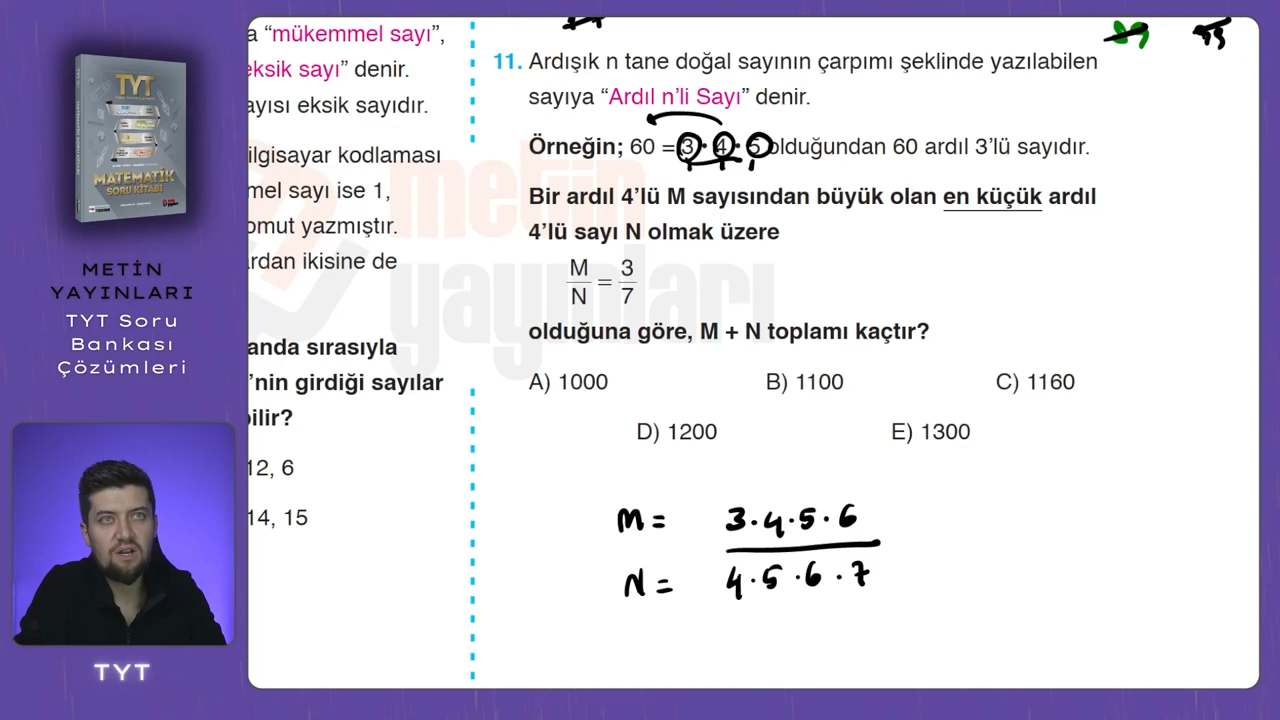 TYT
MATEMATİK
SORU KİTABI
METİN
YAYINLARI
TYT Soru
Bankası
Çözümleri
TYT
a “mükemmel sayı”,
eksik sayı” denir.
ayısı eksik sayıdır.
ilgisayar kodlaması
mel sayı ise 1,
omut yazmıştır.
ardan ikisine de
anda sırasıyla
’nin girdiği sayılar
bilir?
12, 6
14, 15
metin
yayınları
11. Ardışık n tane doğal sayının çarpımı şeklinde yazılabilen
sayıya “Ardıl n’li Sayı” denir.
Örneğin; 60 = 3 · 4 · 5 olduğundan 60 ardıl 3’lü sayıdır.
Bir ardıl 4’lü M sayısından büyük olan en küçük ardıl
4’lü sayı N olmak üzere
M/N = 3/7
olduğuna göre, M + N toplamı kaçtır?
A) 1000 B) 1100 C) 1160
D) 1200 E) 1300
M = 3·4·5·6
N = 4·5·6·7